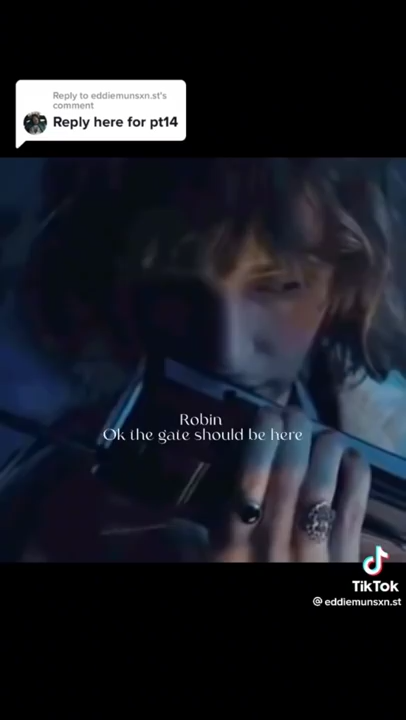 Reply to eddiemunsxn.st's
comment
Reply here for pt14
Robin
Ok the gate should be here
TikTok
@eddiemunsxn.st